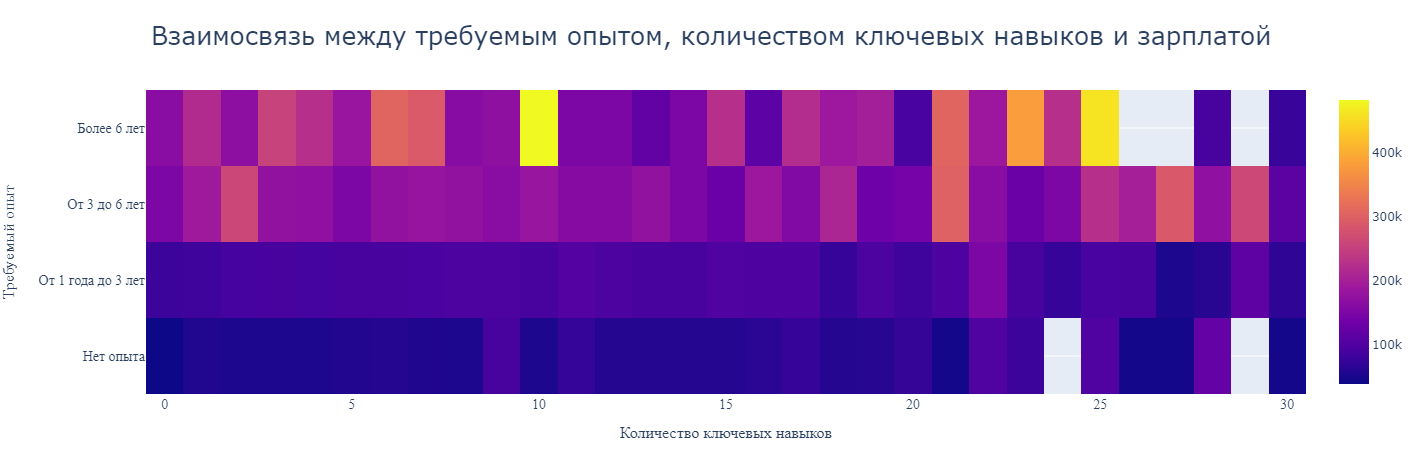 Взаимосвязь между требуемым опытом, количеством ключевых навыков и зарплатой
Требуемый опыт
Более 6 лет
От 3 до 6 лет
От 1 года до 3 лет
Нет опыта
0 5 10 15 20 25 30
Количество ключевых навыков
400k
300k
200k
100k